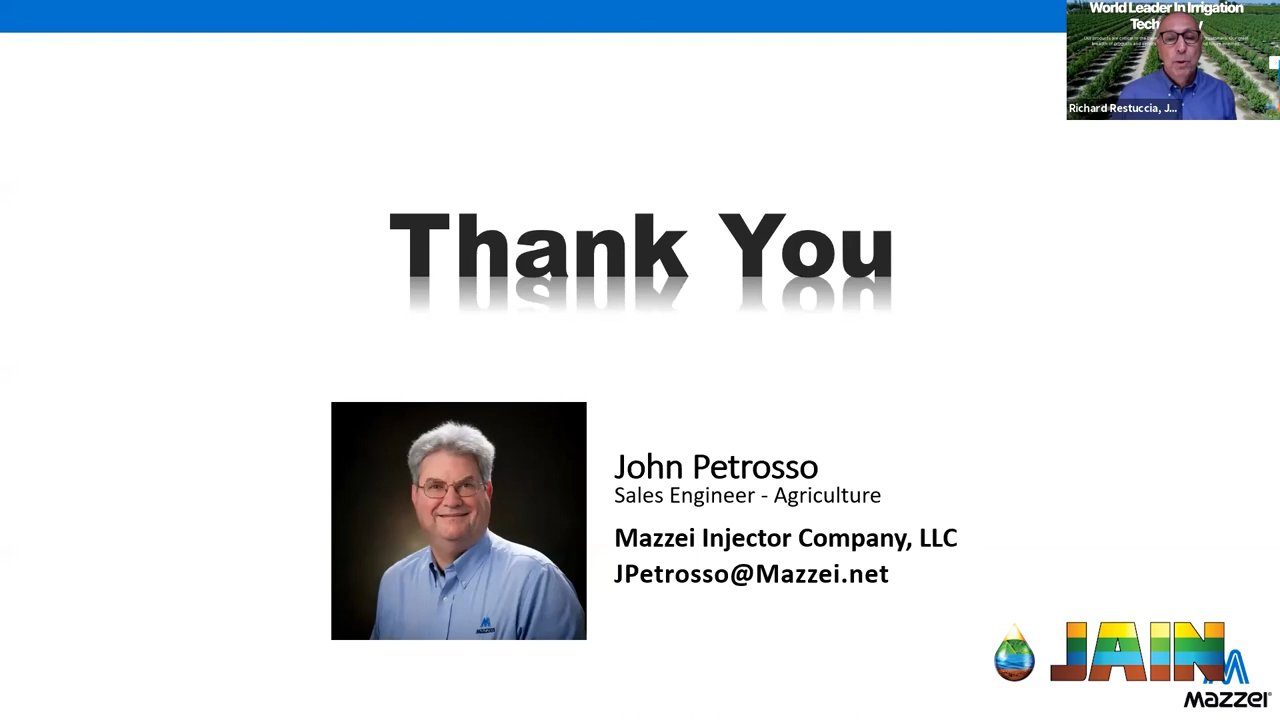 World Leader In Irrigation
Richard Restuccia, J...
Thank You
John Petrosso
Sales Engineer - Agriculture
Mazzei Injector Company, LLC
JPetrosso@Mazzei.net
MAZZEI
JAIN
Mazzei